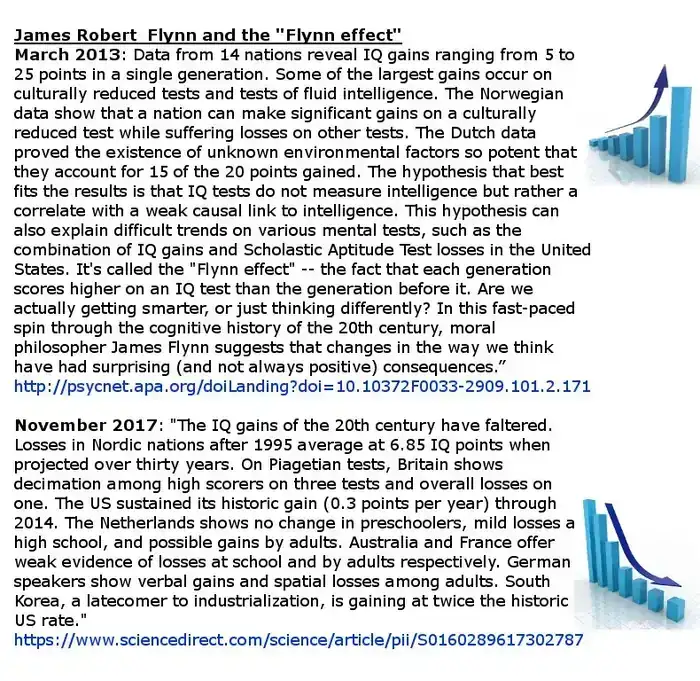 James Robert  Flynn and the "Flynn effect"
March 2013: Data from 14 nations reveal IQ gains ranging from 5 to
25 points in a single generation. Some of the largest gains occur on
culturally reduced tests and tests of fluid intelligence. The Norwegian
data show that a nation can make significant gains on a culturally
reduced test while suffering losses on other tests. The Dutch data
proved the existence of unknown environmental factors so potent that
they account for 15 of the 20 points gained. The hypothesis that best
fits the results is that IQ tests do not measure intelligence but rather a
correlate with a weak causal link to intelligence. This hypothesis can
also explain difficult trends on various mental tests, such as the
combination of IQ gains and Scholastic Aptitude Test losses in the United
States. It's called the "Flynn effect" -- the fact that each generation
scores higher on an IQ test than the generation before it. Are we
actually getting smarter, or just thinking differently? In this fast-paced
spin through the cognitive history of the 20th century, moral
philosopher James Flynn suggests that changes in the way we think
have had surprising (and not always positive) consequences.”
http://psycnet.apa.org/doiLanding?doi=10.10372F0033-2909.101.2.171
November 2017: "The IQ gains of the 20th century have faltered.
Losses in Nordic nations after 1995 average at 6.85 IQ points when
projected over thirty years. On Piagetian tests, Britain shows
decimation among high scorers on three tests and overall losses on
one. The US sustained its historic gain (0.3 points per year) through
2014. The Netherlands shows no change in preschoolers, mild losses a
high school, and possible gains by adults. Australia and France offer
weak evidence of losses at school and by adults respectively. German
speakers show verbal gains and spatial losses among adults. South
Korea, a latecomer to industrialization, is gaining at twice the historic
US rate."
https://www.sciencedirect.com/science/article/pii/S0160289617302787